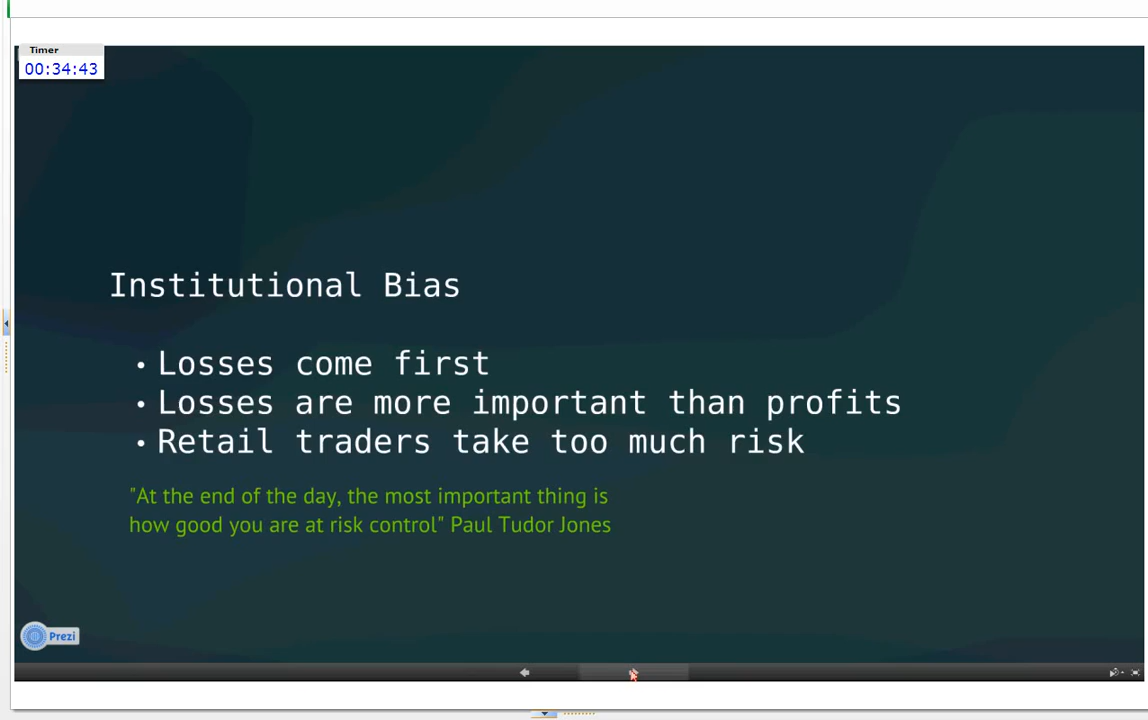 Timer
00:34:43
Institutional Bias
• Losses come first
• Losses are more important than profits
• Retail traders take too much risk
"At the end of the day, the most important thing is
how good you are at risk control" Paul Tudor Jones
Prezi